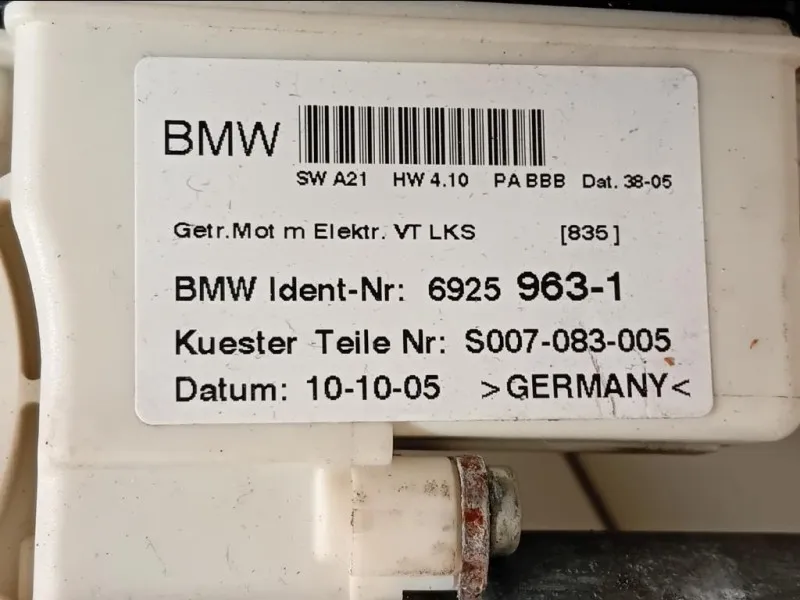 BMW
SW A21 HW 4.10 PA BBB Dat. 38-05
Getr.Mot m Elektr. VT LKS [835]
BMW Ident-Nr: 6925 963-1
Kuester Teile Nr: S007-083-005
Datum: 10-10-05 >GERMANY<